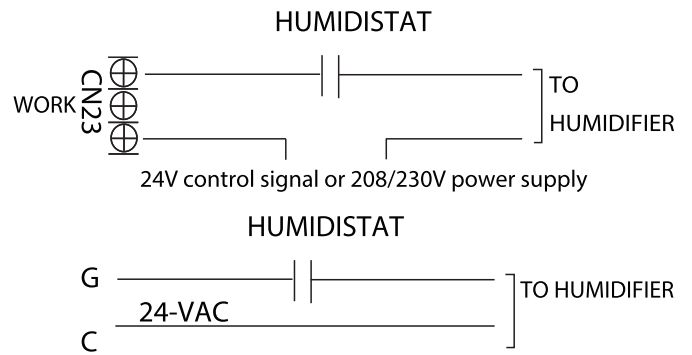 HUMIDISTAT
WORK
CN23
TO
HUMIDIFIER
24V control signal or 208/230V power supply
HUMIDISTAT
G
TO HUMIDIFIER
24-VAC
C